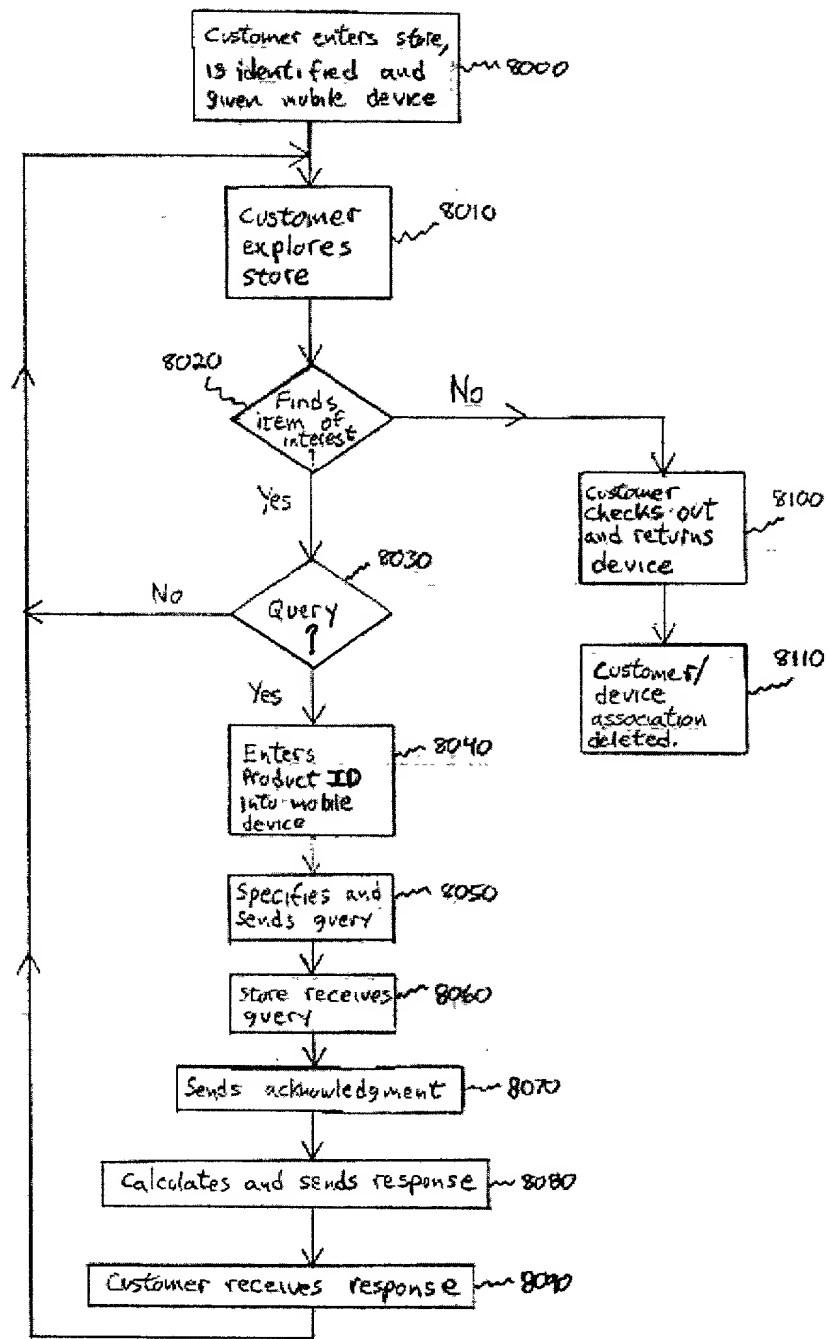 Customer enters store,
is identified and
given mobile device
8000
Customer
explores
store
8010
8020
Finds
item of
interest
?
No
Yes
Customer
checks out
and returns
device
8100
8030
Query
?
No
Yes
Customer/
device
association
deleted.
8110
Enters
Product ID
into mobile
device
8040
Specifies and
sends query
8050
Store receives
query
8060
Sends acknowledgment
8070
Calculates and sends response
8080
Customer receives response
8090